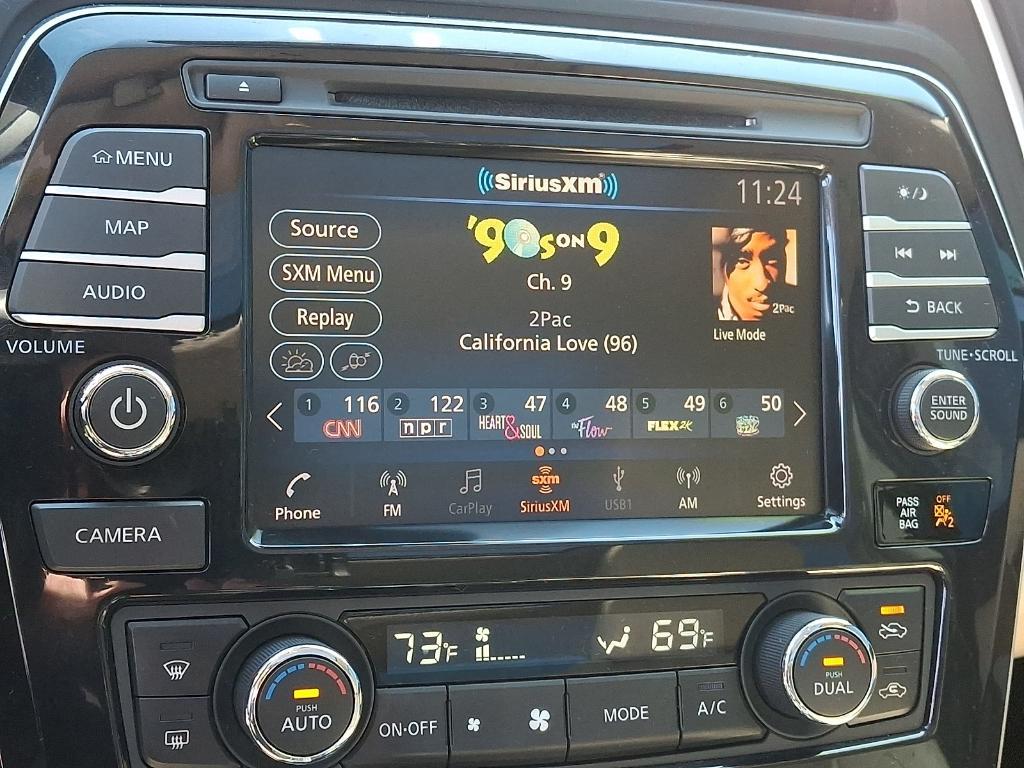 MENU
MAP
AUDIO
VOLUME
CAMERA
SiriusXM
11:24
Source
SXM Menu
Replay
'90s ON 9
Ch. 9
2Pac
California Love (96)
2Pac
Live Mode
1 116 CNN
2 122 npr
3 47 HEART & SOUL
4 48 the Flow
5 49 FLEX2K
6 50
Phone
FM
CarPlay
sxm
SiriusXM
USB1
AM
Settings
BACK
TUNE•SCROLL
ENTER
SOUND
PASS
AIR
BAG
OFF
2
73°F
69°F
PUSH
AUTO
ON·OFF
MODE
A/C
PUSH
DUAL